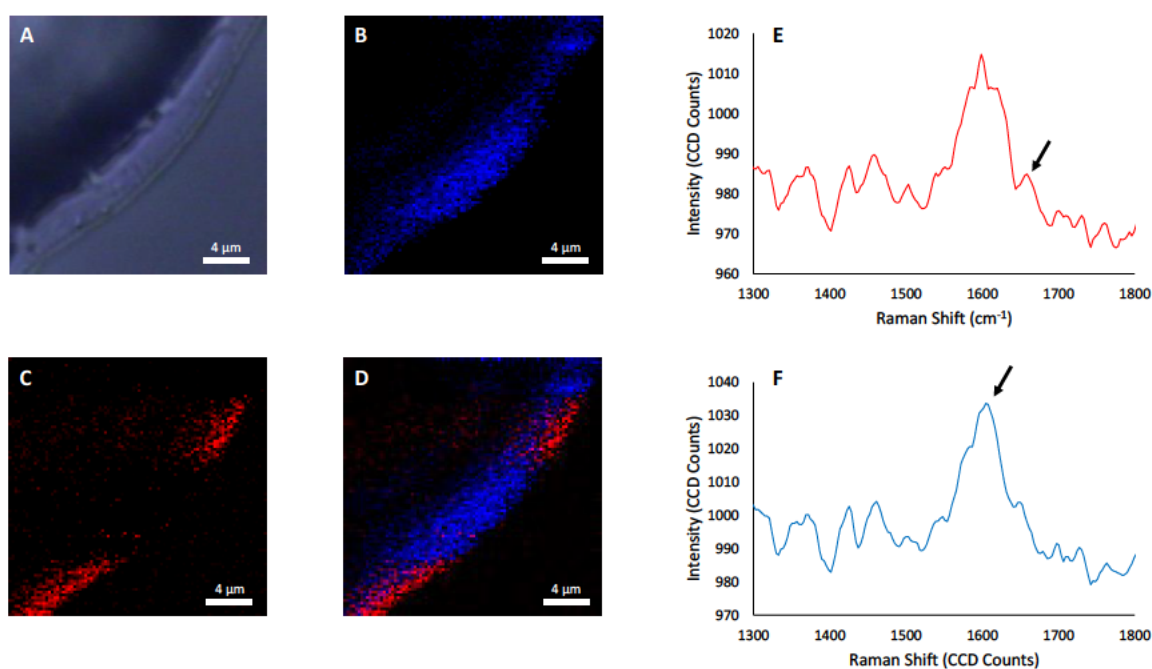 A
4 µm
B
4 µm
E
1020
1010
1000
990
980
970
960
Intensity (CCD Counts)
1300 1400 1500 1600 1700 1800
Raman Shift (cm⁻¹)
C
4 µm
D
4 µm
F
1040
1030
1020
1010
1000
990
980
970
Intensity (CCD Counts)
1300 1400 1500 1600 1700 1800
Raman Shift (CCD Counts)